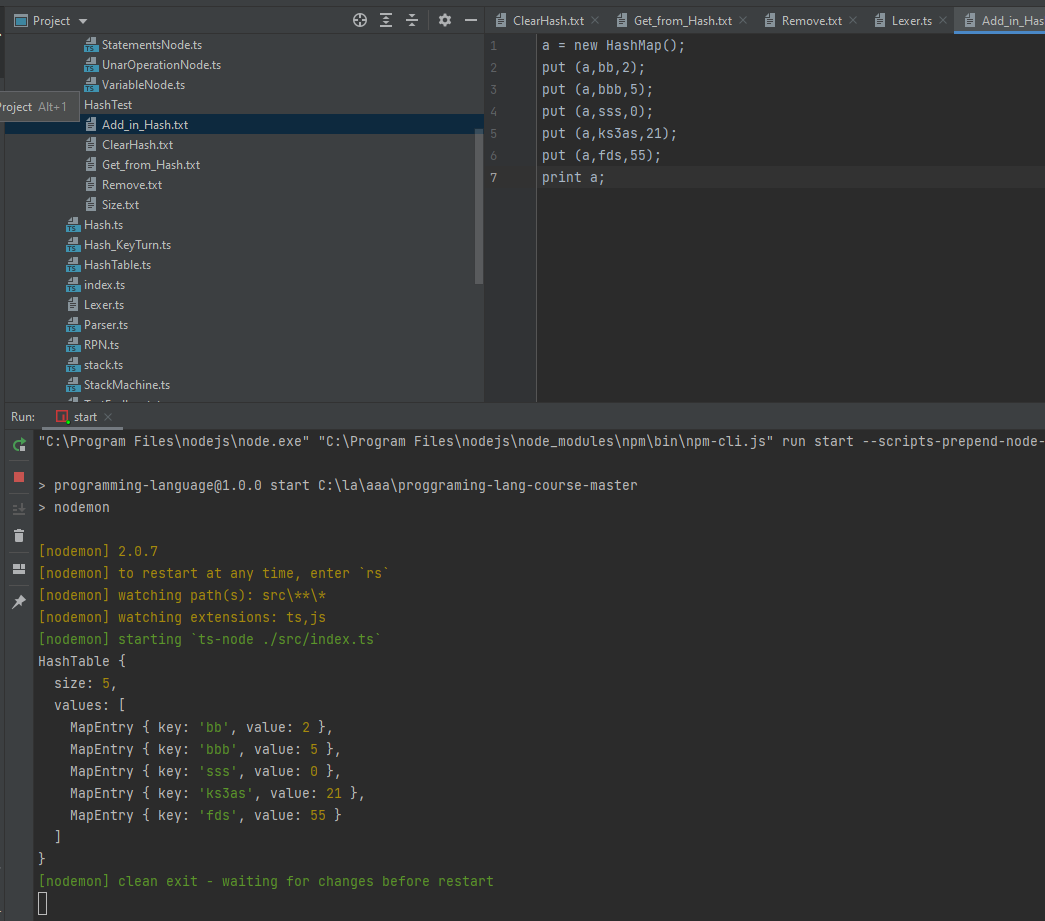 Project
ClearHash.txt
Get_from_Hash.txt
Remove.txt
Lexer.ts
Add_in_Has
StatementsNode.ts
UnarOperationNode.ts
VariableNode.ts
roject Alt+1
HashTest
Add_in_Hash.txt
ClearHash.txt
Get_from_Hash.txt
Remove.txt
Size.txt
Hash.ts
Hash_KeyTurn.ts
HashTable.ts
index.ts
Lexer.ts
Parser.ts
RPN.ts
stack.ts
StackMachine.ts
1 a = new HashMap();
2 put (a,bb,2);
3 put (a,bbb,5);
4 put (a,sss,0);
5 put (a,ks3as,21);
6 put (a,fds,55);
7 print a;
Run: start
"C:\Program Files\nodejs\node.exe" "C:\Program Files\nodejs\node_modules\npm\bin\npm-cli.js" run start --scripts-prepend-node-
> programming-language@1.0.0 start C:\la\aaa\proggraming-lang-course-master
> nodemon
[nodemon] 2.0.7
[nodemon] to restart at any time, enter `rs`
[nodemon] watching path(s): src\**\*
[nodemon] watching extensions: ts,js
[nodemon] starting `ts-node ./src/index.ts`
HashTable {
  size: 5,
  values: [
    MapEntry { key: 'bb', value: 2 },
    MapEntry { key: 'bbb', value: 5 },
    MapEntry { key: 'sss', value: 0 },
    MapEntry { key: 'ks3as', value: 21 },
    MapEntry { key: 'fds', value: 55 }
  ]
}
[nodemon] clean exit - waiting for changes before restart